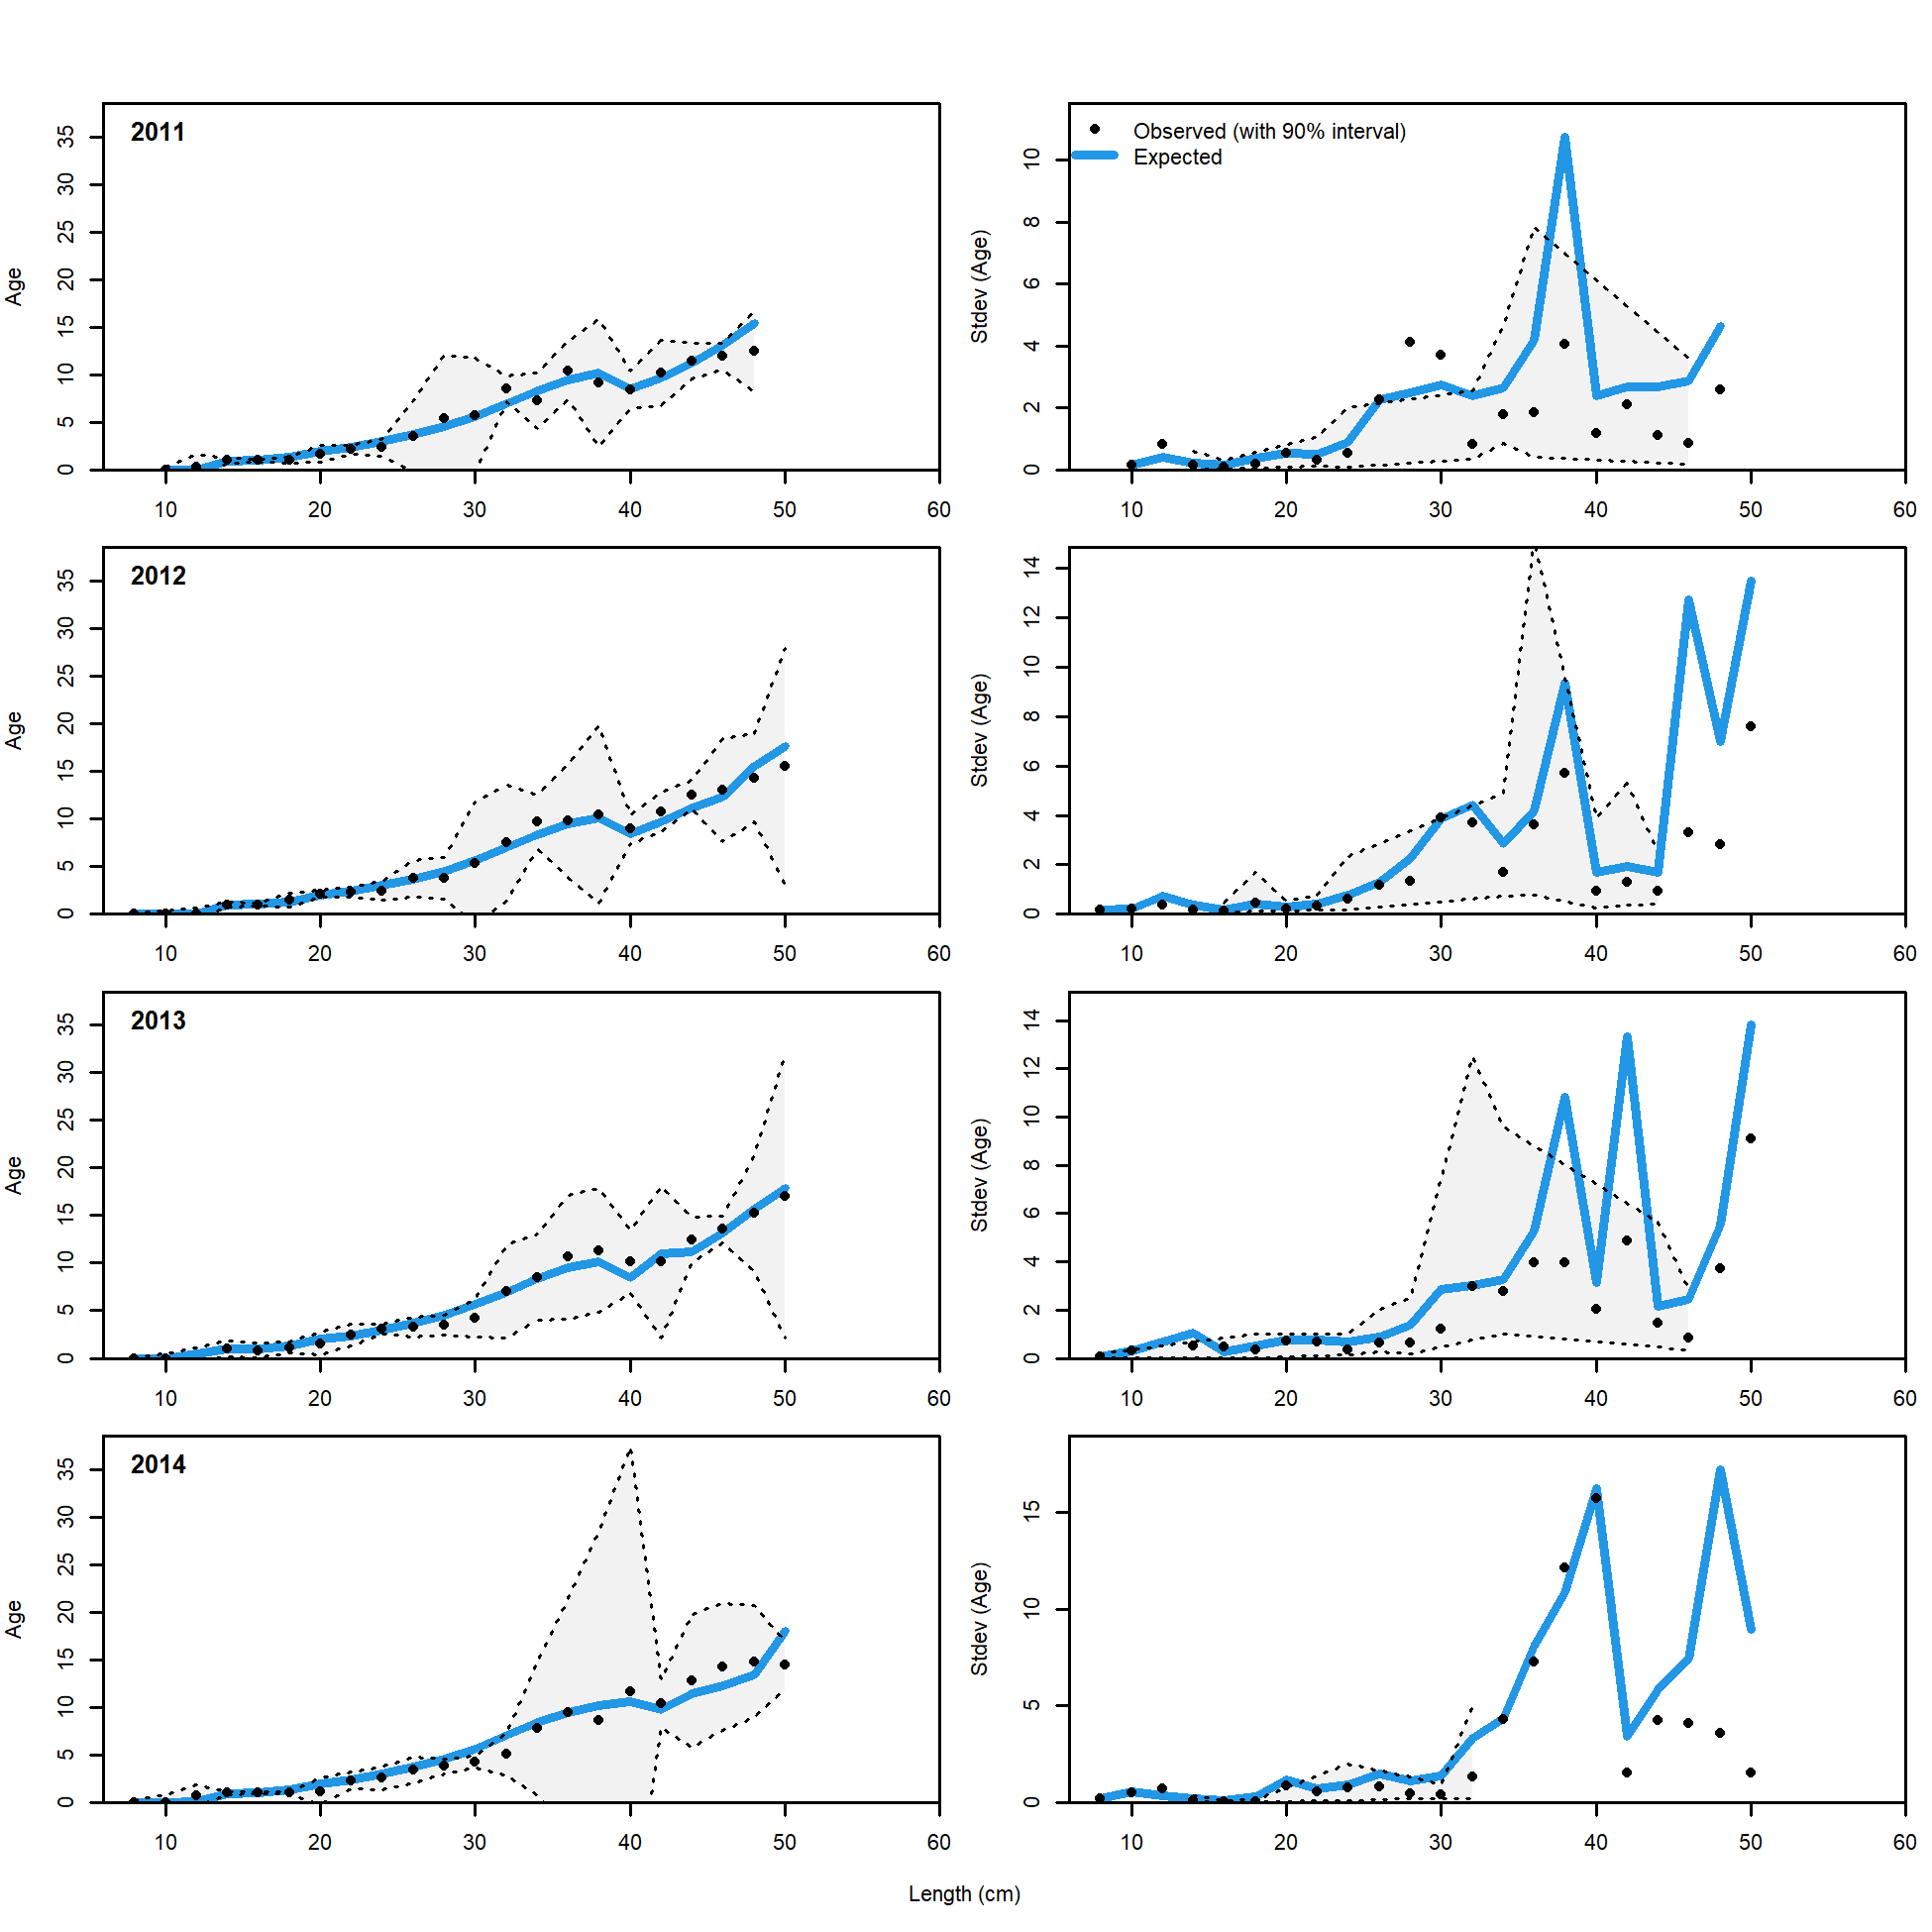 2011
Age
0 5 10 15 20 25 30 35
10 20 30 40 50 60
Observed (with 90% interval)
Expected
Stdev (Age)
0 2 4 6 8 10
10 20 30 40 50 60
2012
Age
0 5 10 15 20 25 30 35
10 20 30 40 50 60
Stdev (Age)
0 2 4 6 8 10 12 14
10 20 30 40 50 60
2013
Age
0 5 10 15 20 25 30 35
10 20 30 40 50 60
Stdev (Age)
0 2 4 6 8 10 12 14
10 20 30 40 50 60
2014
Age
0 5 10 15 20 25 30 35
10 20 30 40 50 60
Stdev (Age)
0 5 10 15
10 20 30 40 50 60
Length (cm)